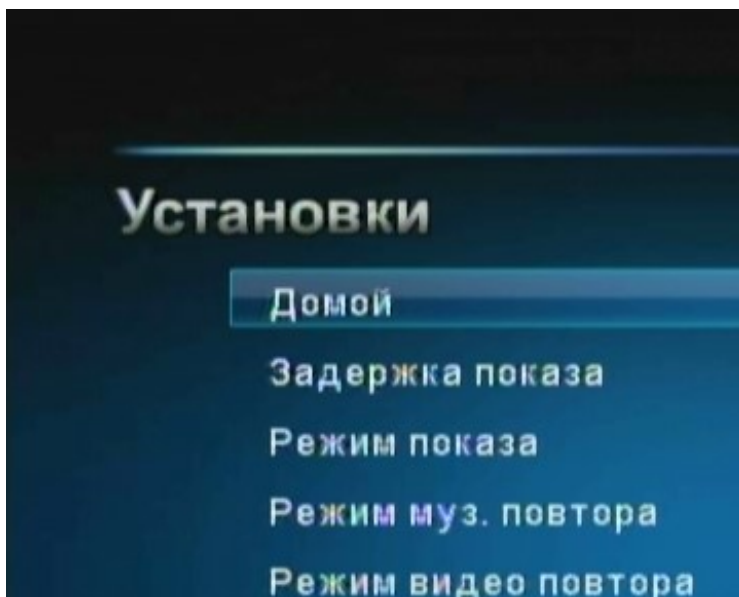 Установки
Домой
Задержка показа
Режим показа
Режим муз. повтора
Режим видео повтора